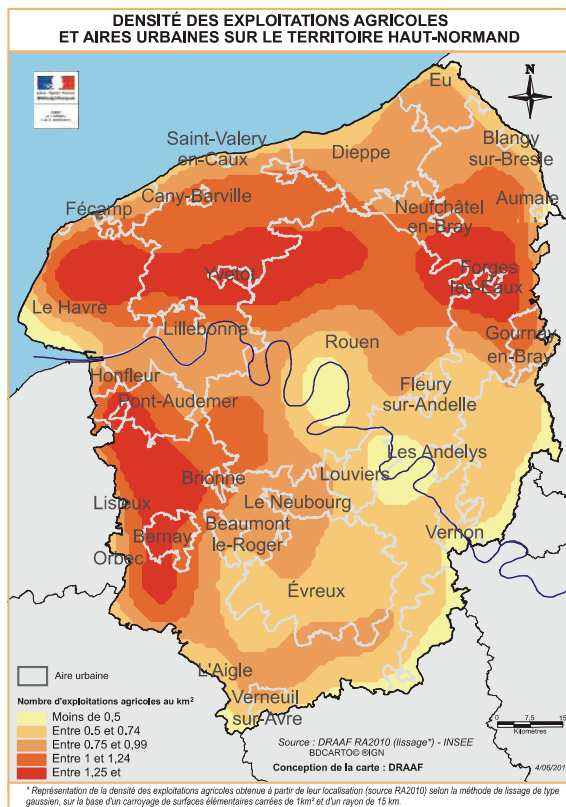 DENSITÉ DES EXPLOITATIONS AGRICOLES
ET AIRES URBAINES SUR LE TERRITOIRE HAUT-NORMAND
Eu
N
Saint-Valery
en-Caux
Dieppe
Blangy
sur-Bresle
Cany-Barville
Aumale
Fécamp
Neufchâtel
en-Bray
Yvetot
Forges
les-Eaux
Le Havre
Lillebonne
Rouen
Gournay
en-Bray
Honfleur
Pont-Audemer
Fleury
sur-Andelle
Les Andelys
Brionne
Louviers
Lisieux
Le Neubourg
Bernay
Beaumont
le-Roger
Vernon
Orbec
Évreux
L'Aigle
Verneuil
sur-Avre
Aire urbaine
Nombre d'exploitations agricoles au km²
Moins de 0,5
Entre 0.5 et 0.74
Entre 0.75 et 0,99
Entre 1 et 1,24
Entre 1,25 et
0 7,5 15
Kilomètres
Source : DRAAF RA2010 (lissage*) - INSEE
BDCARTO© ®IGN
Conception de la carte : DRAAF
4/06/201
* Représentation de la densité des exploitations agricoles obtenue à partir de leur localisation (source RA2010) selon la méthode de lissage de type
gaussien, sur la base d'un carroyage de surfaces élémentaires carrées de 1km² et d'un rayon de 15 km.